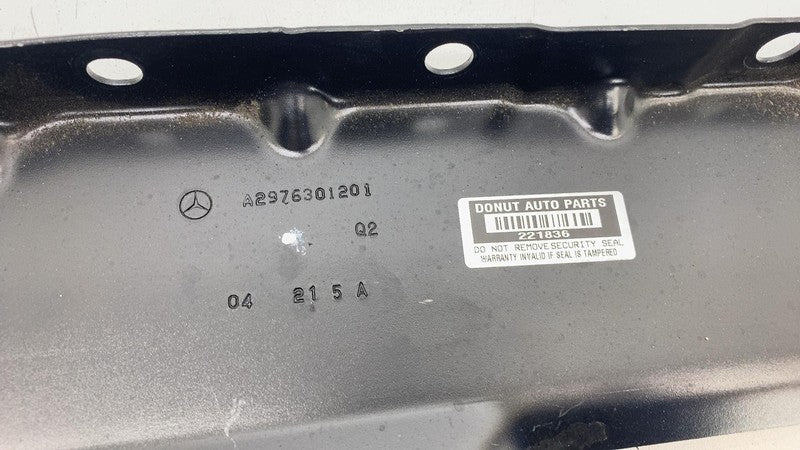 A2976301201
Q2
04 21 5 A
DONUT AUTO PARTS
221836
DO NOT REMOVE SECURITY SEAL
WARRANTY INVALID IF SEAL IS TAMPERED